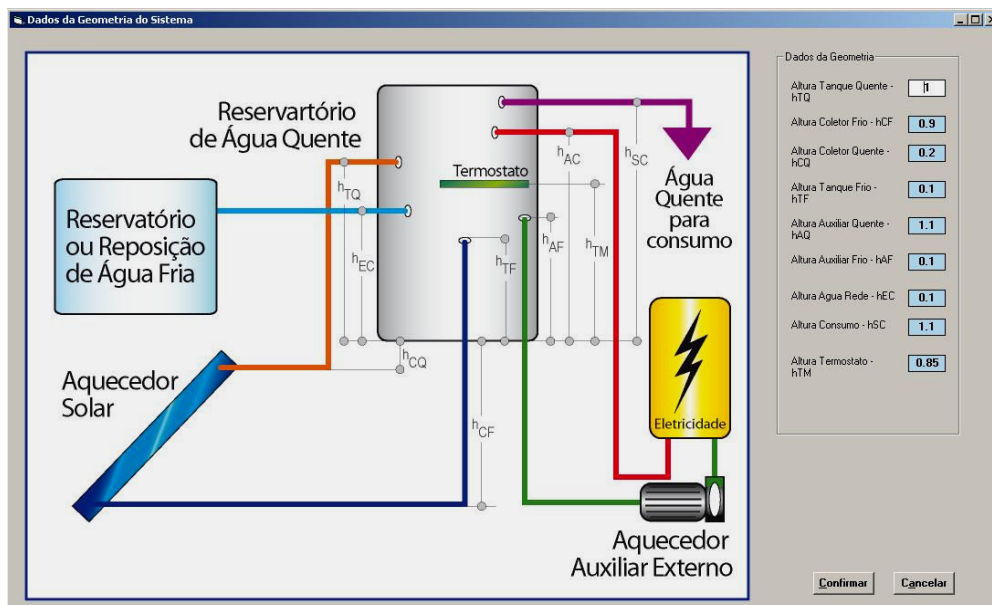 Dados da Geometria do Sistema
Reservartório
de Água Quente
Termostato
Reservatório
ou Reposição
de Água Fria
Água
Quente
para
consumo
hTQ
hEC
hTF
hAF
hAC
hTM
hSC
hCQ
hCF
Aquecedor
Solar
Eletricidade
Aquecedor
Auxiliar Externo
Dados da Geometria
Altura Tanque Quente -
hTQ
1
Altura Coletor Frio - hCF
0.9
Altura Coletor Quente -
hCQ
0.2
Altura Tanque Frio -
hTF
0.1
Altura Auxiliar Quente -
hAQ
1.1
Altura Auxiliar Frio - hAF
0.1
Altura Agua Rede - hEC
0.1
Altura Consumo - hSC
1.1
Altura Termostato -
hTM
0.85
Confirmar
Cancelar